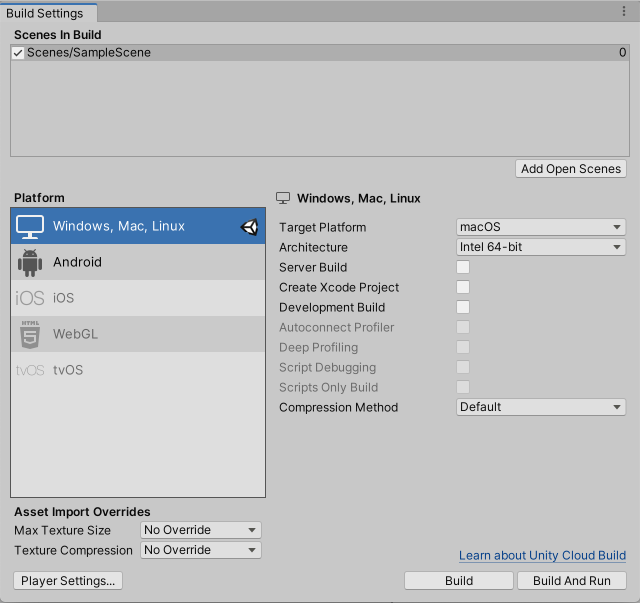 Build Settings
Scenes In Build
Scenes/SampleScene 0
Add Open Scenes
Platform
Windows, Mac, Linux
Android
iOS iOS
HTML 5 WebGL
tvOS tvOS
Windows, Mac, Linux
Target Platform macOS
Architecture Intel 64-bit
Server Build
Create Xcode Project
Development Build
Autoconnect Profiler
Deep Profiling
Script Debugging
Scripts Only Build
Compression Method Default
Asset Import Overrides
Max Texture Size No Override
Texture Compression No Override
Learn about Unity Cloud Build
Player Settings...
Build
Build And Run